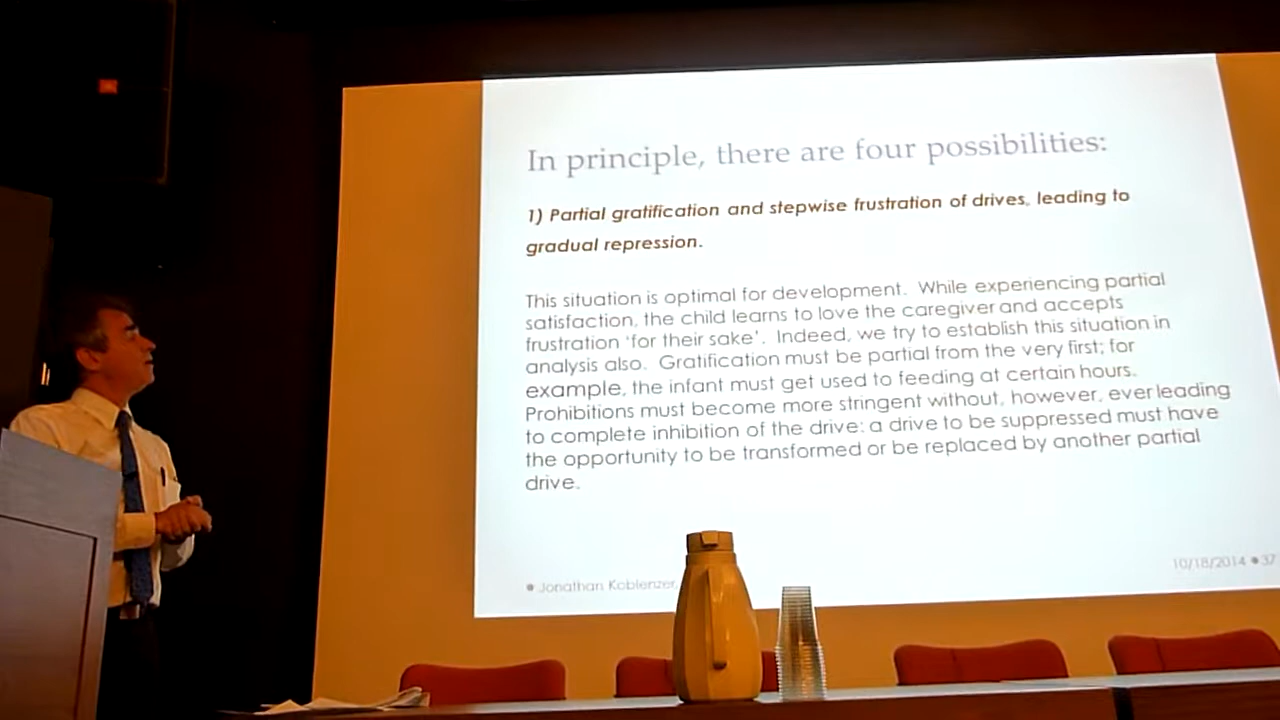 In principle, there are four possibilities:
1) Partial gratification and stepwise frustration of drives, leading to
gradual repression.
This situation is optimal for development. While experiencing partial
satisfaction, the child learns to love the caregiver and accepts
frustration ‘for their sake’. Indeed, we try to establish this situation in
analysis also. Gratification must be partial from the very first; for
example, the infant must get used to feeding at certain hours.
Prohibitions must become more stringent without, however, ever leading
to complete inhibition of the drive: a drive to be suppressed must have
the opportunity to be transformed or be replaced by another partial
drive.
• Jonathan Koblenzer
10/18/2014 • 37